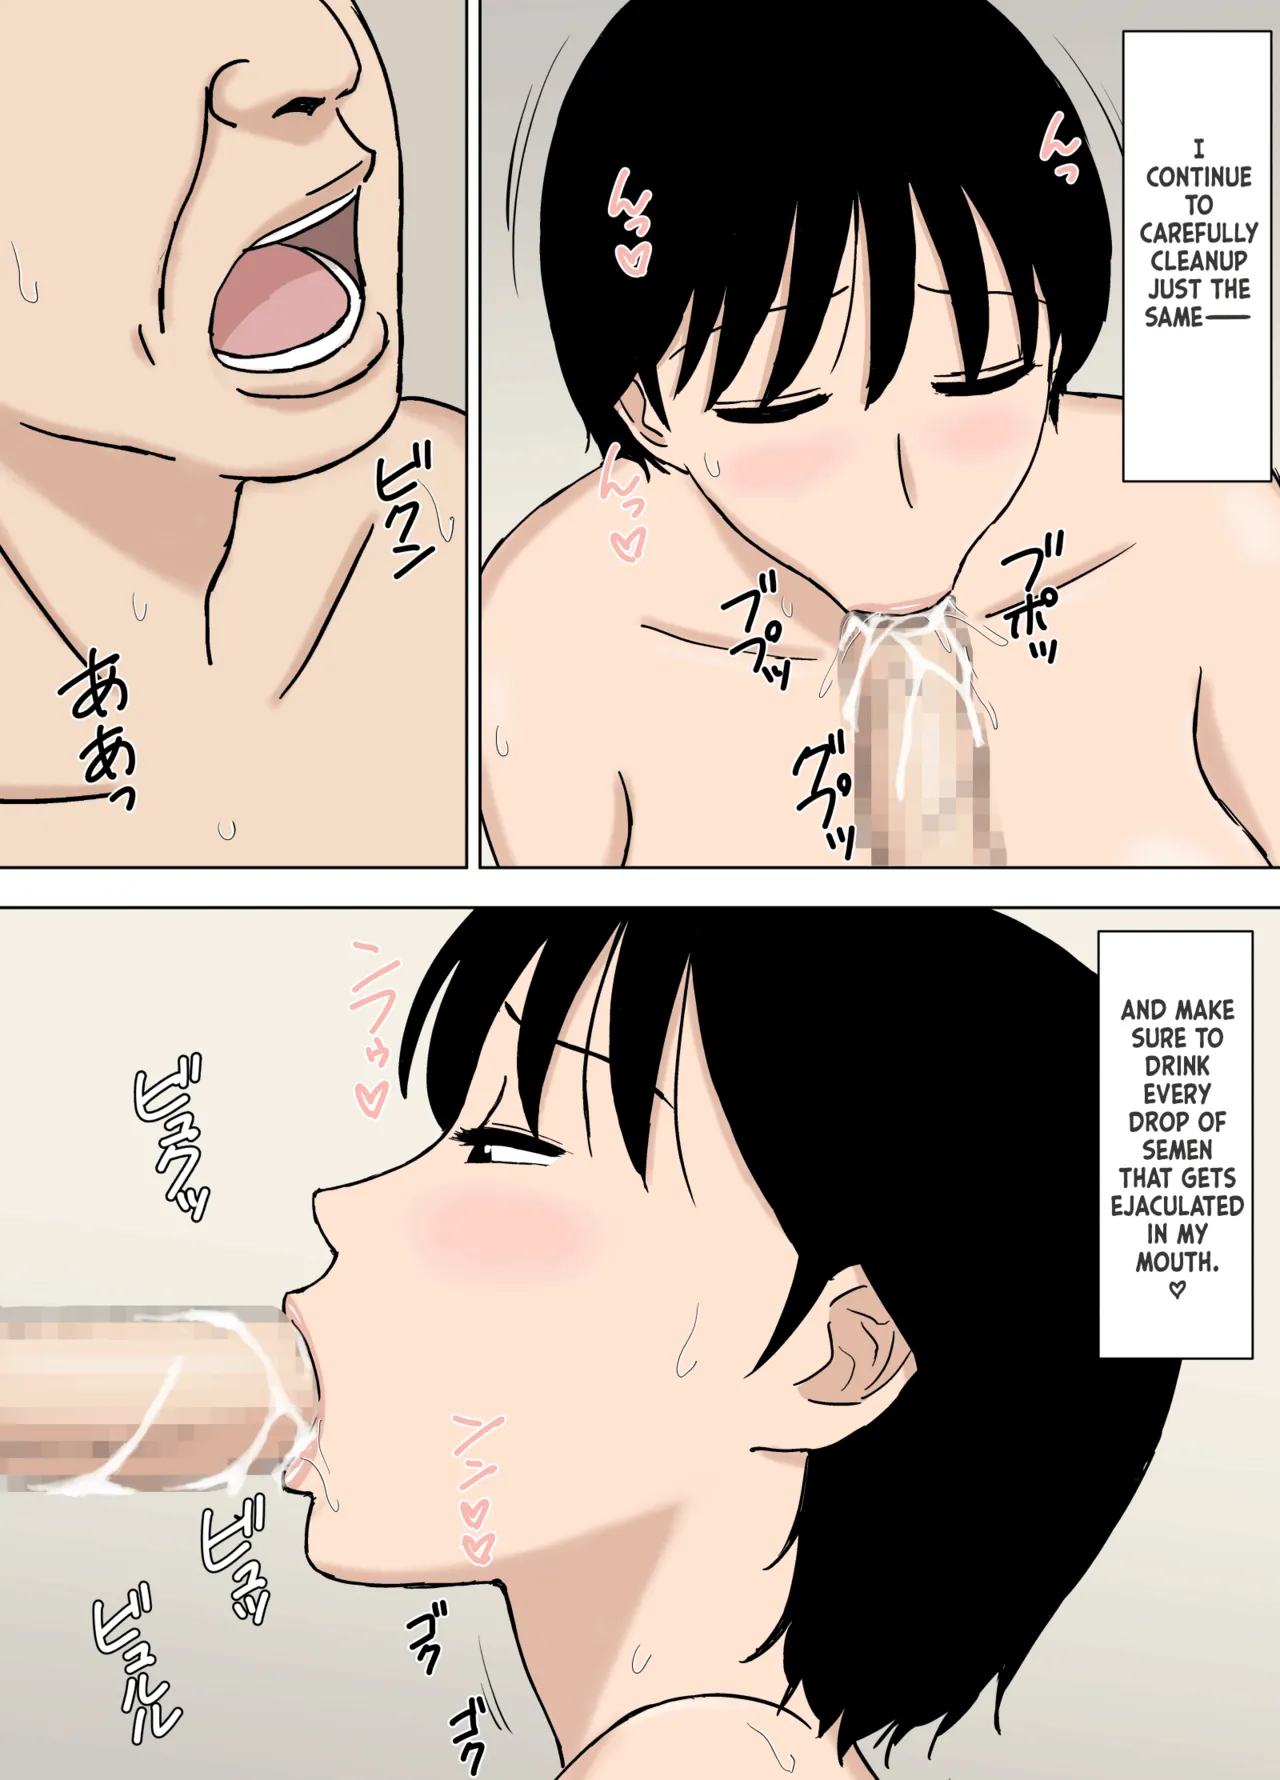 I
CONTINUE
TO
CAREFULLY
CLEANUP
JUST THE
SAME——
んっ
んっ♡
んっ♡
ブポッ
ブププッ
ググプッ
ビクン
ああっ
AND MAKE
SURE TO
DRINK
EVERY
DROP OF
SEMEN
THAT GETS
EJACULATED
IN MY
MOUTH.
♡
ンフゥ♡
ビュクッ
ンン♡♡
ビュッ
ビュルル
ゴク
ゴク